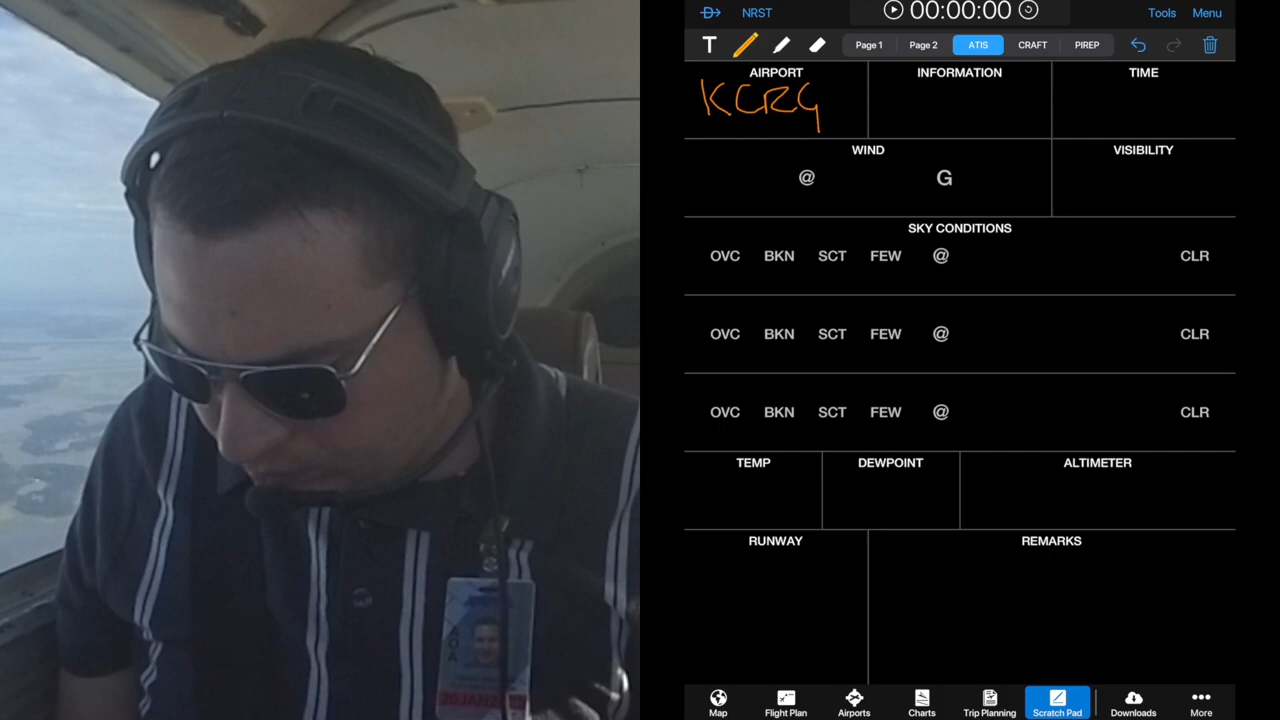 NRST 00:00:00 Tools Menu
T Page 1 Page 2 ATIS CRAFT PIREP
AIRPORT INFORMATION TIME
KCRG
WIND VISIBILITY
@ G
SKY CONDITIONS
OVC BKN SCT FEW @ CLR
OVC BKN SCT FEW @ CLR
OVC BKN SCT FEW @ CLR
TEMP DEWPOINT ALTIMETER
RUNWAY REMARKS
Map Flight Plan Airports Charts Trip Planning Scratch Pad Downloads More
AOA